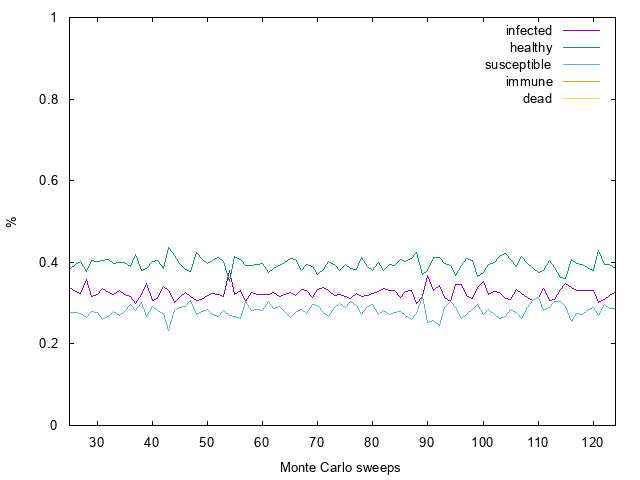 1
infected
healthy
susceptible
immune
dead
0.8
0.6
%
0.4
0.2
0
30 40 50 60 70 80 90 100 110 120
Monte Carlo sweeps